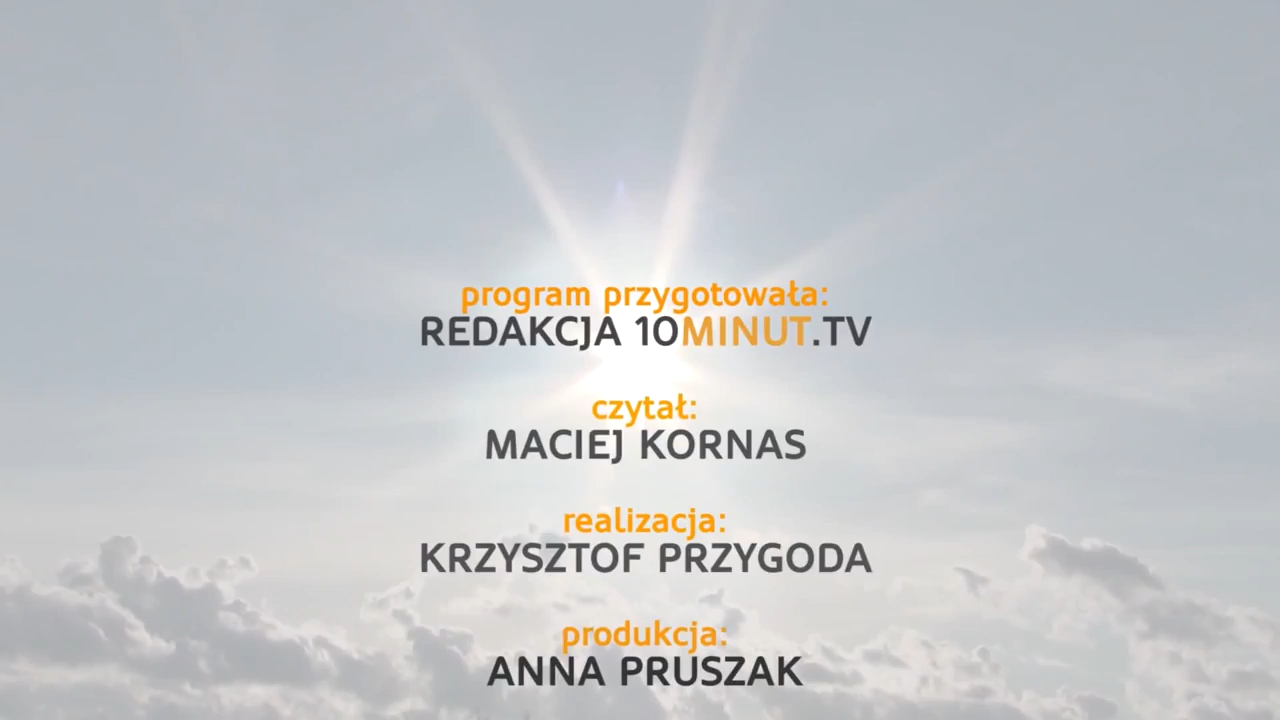 program przygotowała:
REDAKCJA 10MINUT.TV
czytał:
MACIEJ KORNAS
realizacja:
KRZYSZTOF PRZYGODA
produkcja:
ANNA PRUSZAK